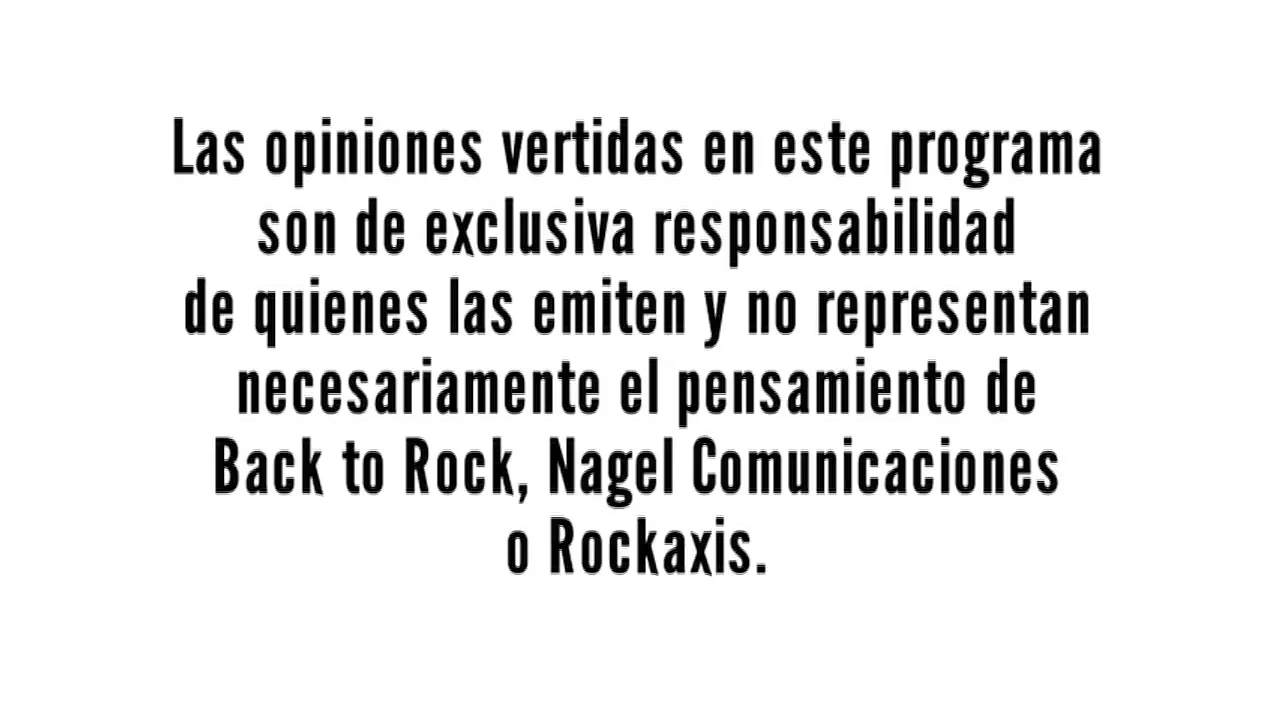 Las opiniones vertidas en este programa
son de exclusiva responsabilidad
de quienes las emiten y no representan
necesariamente el pensamiento de
Back to Rock, Nagel Comunicaciones
o Rockaxis.